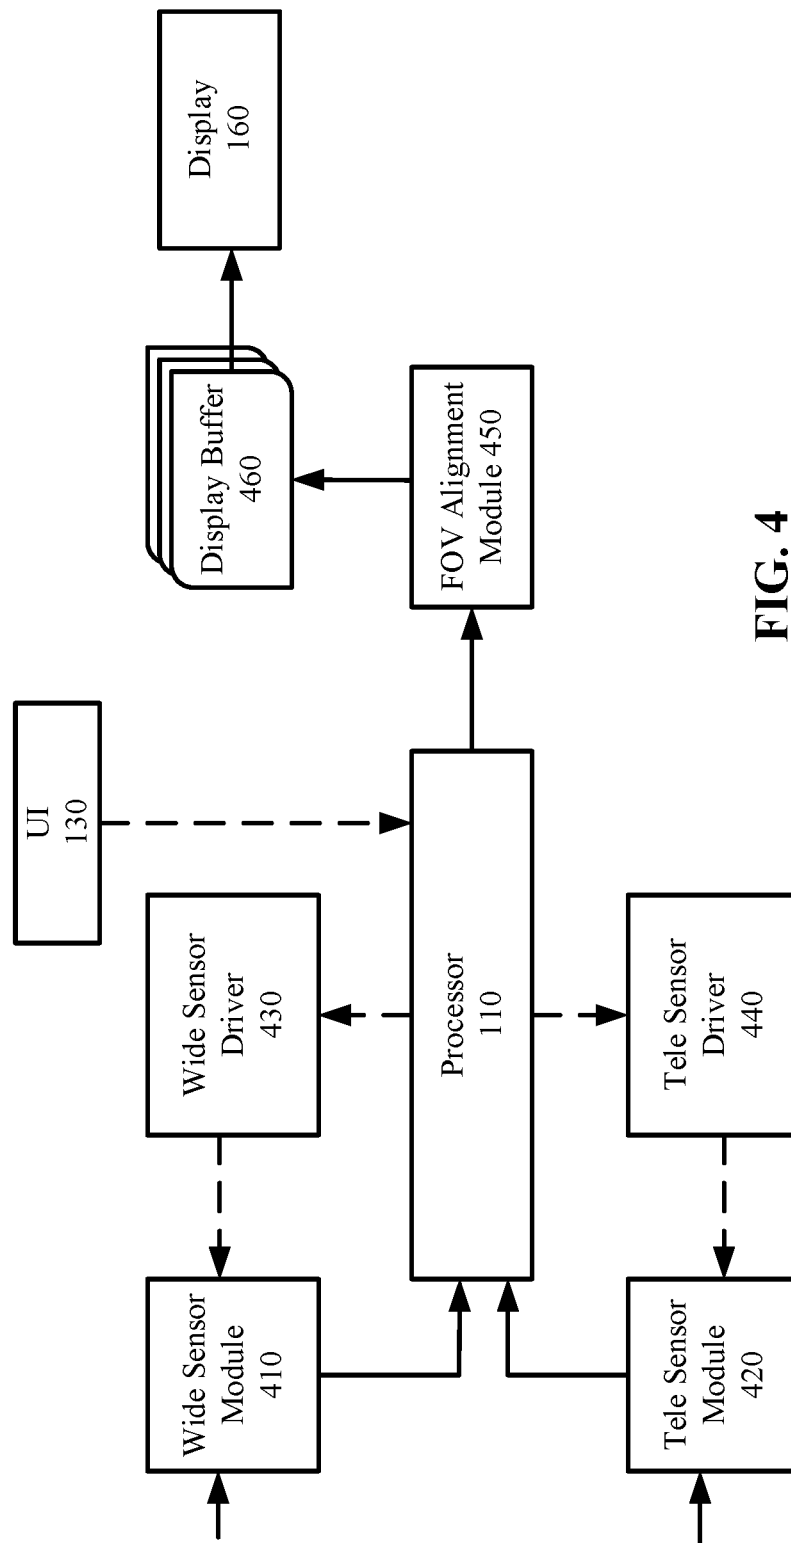 UI
130
Wide Sensor
Module
410
Wide Sensor
Driver
430
Display Buffer
460
Display
160
Processor
110
FOV Alignment
Module 450
Tele Sensor
Module
420
Tele Sensor
Driver
440
FIG. 4